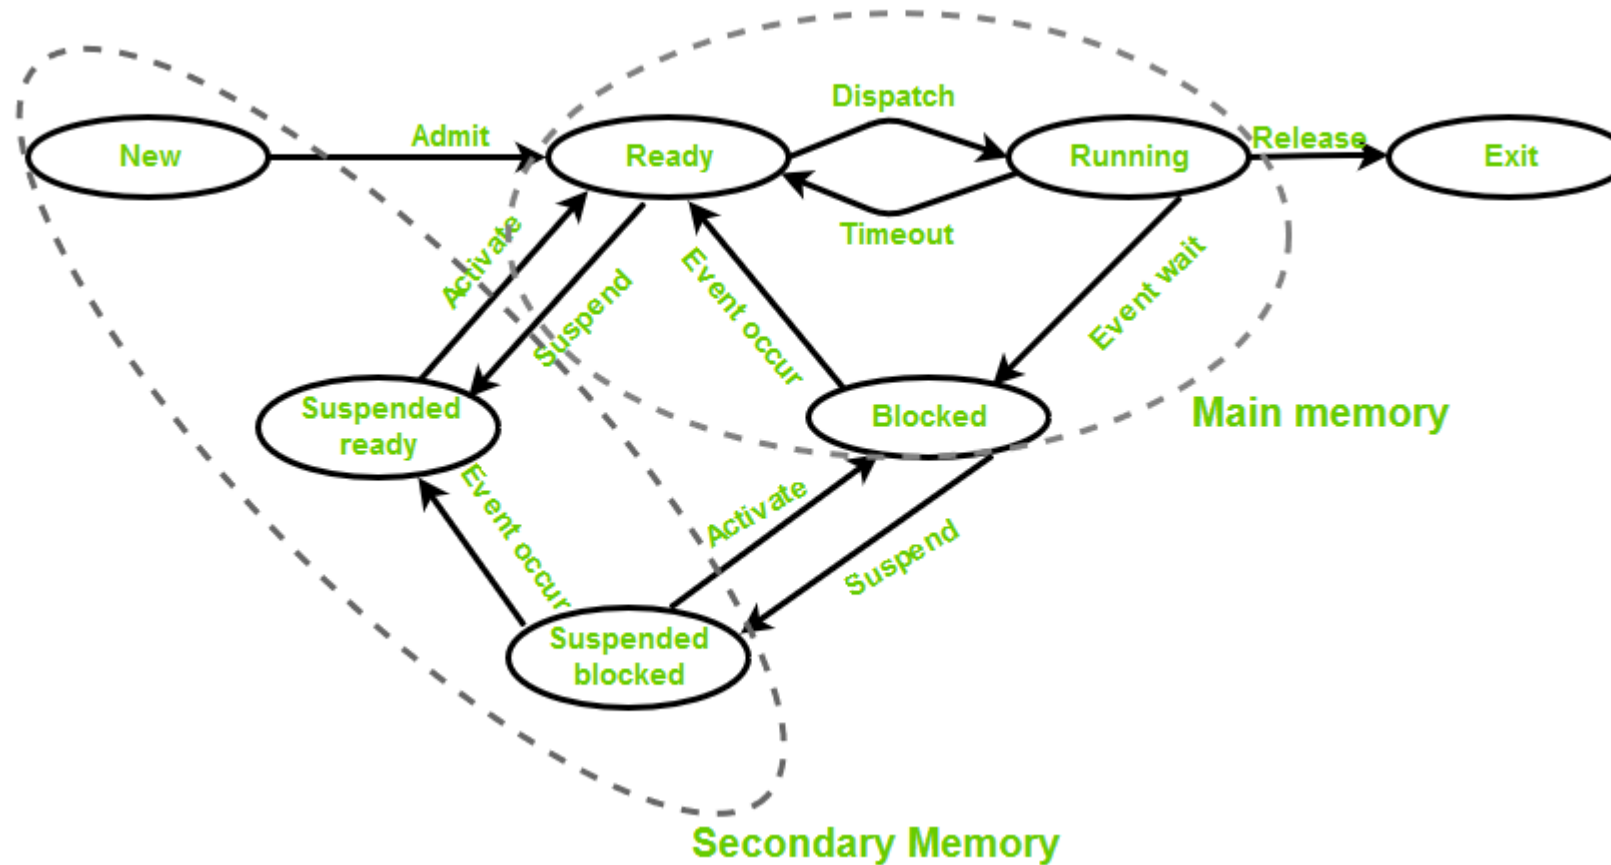 Dispatch
Admit
New
Ready
Running
Release
Exit
Timeout
Activate
Suspend
Event occur
Event wait
Suspended
ready
Blocked
Main memory
Event occur
Activate
Suspend
Suspended
blocked
Secondary Memory